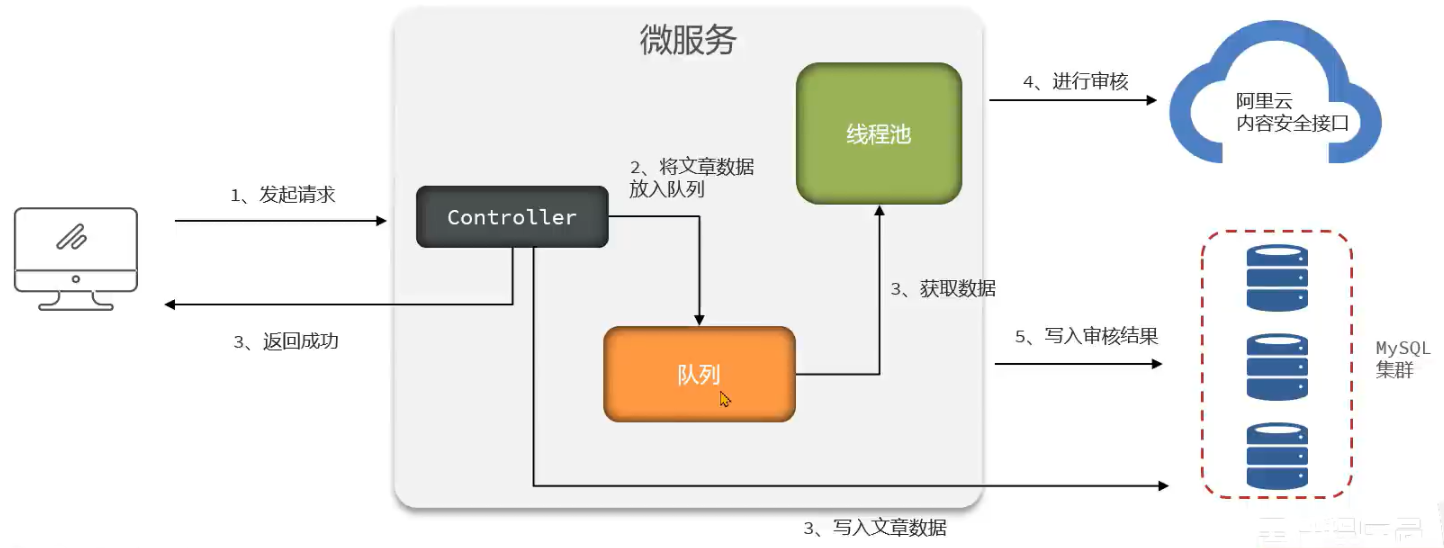 微服务
4、进行审核
阿里云
内容安全接口
线程池
2、将文章数据
放入队列
1、发起请求
Controller
3、获取数据
3、返回成功
5、写入审核结果
MySQL
集群
队列
3、写入文章数据